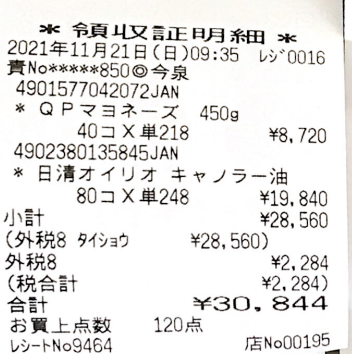 * 領収証明細 *
2021年11月21日(日)09:35 レジ0016
責No*****850◎今泉
4901577042072JAN
* QPマヨネーズ 450g
40コ×単218 ¥8,720
4902380135845JAN
* 日清オイリオ キャノラー油
80コ×単248 ¥19,840
小計 ¥28,560
(外税8 タイショウ ¥28,560)
外税8 ¥2,284
(税合計 ¥2,284)
合計 ¥30,844
お買上点数 120点
レシートNo9464 店No00195